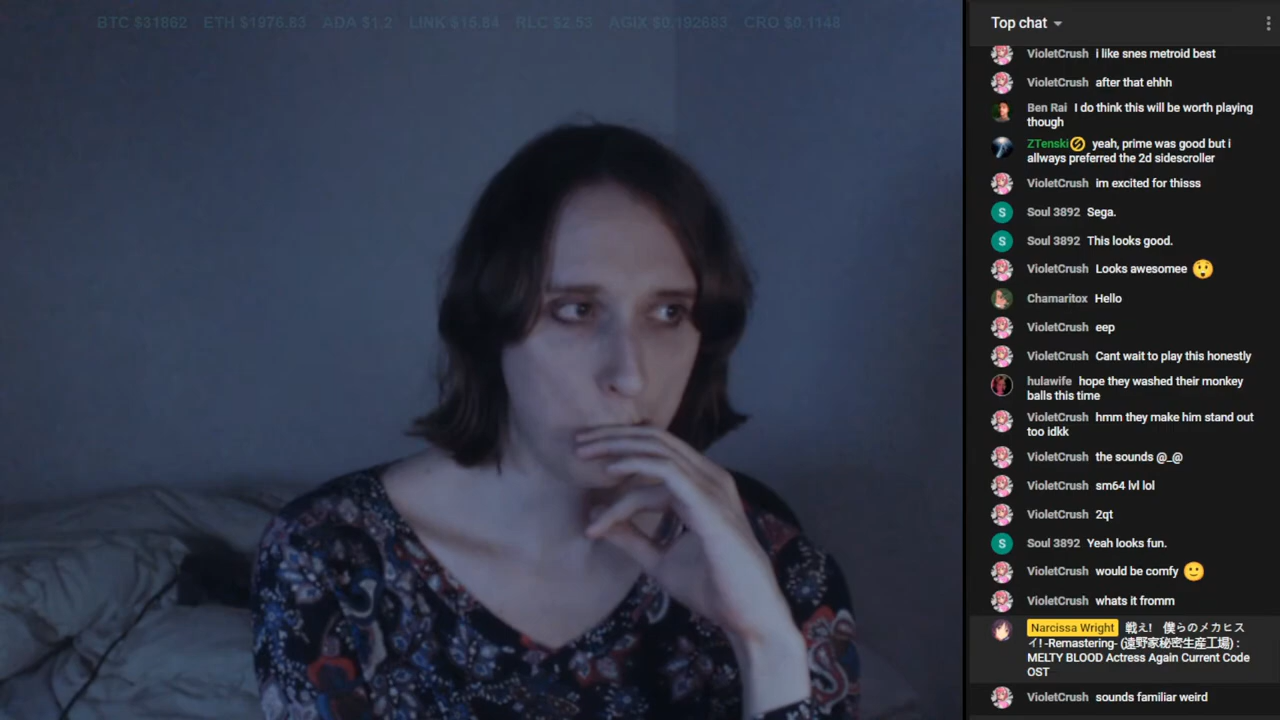 BTC $31862 ETH $1976.83 ADA $1.2 LINK $15.84 RLC $2.53 AGIX $0.192683 CRO $0.1148
Top chat
VioletCrush i like snes metroid best
VioletCrush after that ehhh
Ben Rai I do think this will be worth playing
though
ZTenski yeah, prime was good but i
allways preferred the 2d sidescroller
VioletCrush im excited for thisss
S Soul 3892 Sega.
S Soul 3892 This looks good.
VioletCrush Looks awesomee
Chamaritox Hello
VioletCrush eep
VioletCrush Cant wait to play this honestly
hulawife hope they washed their monkey
balls this time
VioletCrush hmm they make him stand out
too idkk
VioletCrush the sounds @_@
VioletCrush sm64 lvl lol
VioletCrush 2qt
S Soul 3892 Yeah looks fun.
VioletCrush would be comfy
VioletCrush whats it fromm
Narcissa Wright 戦え! 僕らのメカヒス
イ! -Remastering- (遠野家秘密生産工場) :
MELTY BLOOD Actress Again Current Code
OST
VioletCrush sounds familiar weird